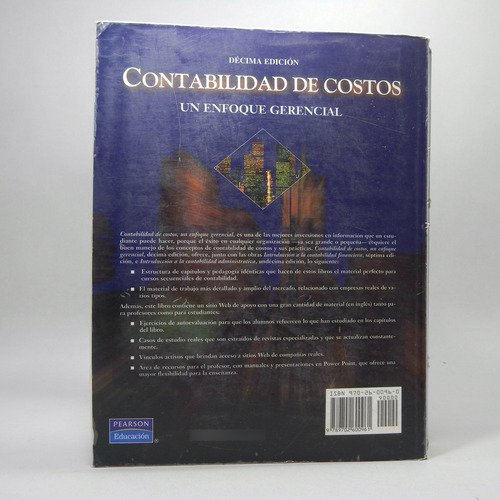 DÉCIMA EDICIÓN
CONTABILIDAD DE COSTOS
UN ENFOQUE GERENCIAL
Contabilidad de costos, un enfoque gerencial, es una de las mejores inversiones en información que un estu-
diante puede hacer, porque el éxito en cualquier organización —ya sea grande o pequeña— requiere el
buen manejo de los conceptos de contabilidad de costos y sus prácticas. Contabilidad de costos, un enfoque
gerencial, décima edición, ofrece, junto con las obras Introducción a la contabilidad financiera, séptima edi-
ción, e Introducción a la contabilidad administrativa, undécima edición, lo siguiente:
Estructura de capítulos y pedagogía idénticas que hacen de estos libros el material perfecto para
cursos secuenciales de contabilidad.
El material de trabajo más detallado y amplio del mercado, relacionado con empresas reales de va-
rios tipos.
Además, este libro contiene un sitio Web de apoyo con una gran cantidad de material (en inglés) tanto pa-
ra profesores como para estudiantes:
Ejercicios de autoevaluación para que los alumnos refuercen lo que han estudiado en los capítulos
del libro.
Casos de estudio reales que son extraídos de revistas especializadas y que se actualizan constante-
mente.
Vínculos activos que brindan acceso a sitios Web de compañías reales.
Área de recursos para el profesor, con manuales y presentaciones en Power Point, que ofrece una
mayor flexibilidad para la enseñanza.
ISBN 970-26-0096-0
90000
9 789702 600961
PEARSON
Educación
®